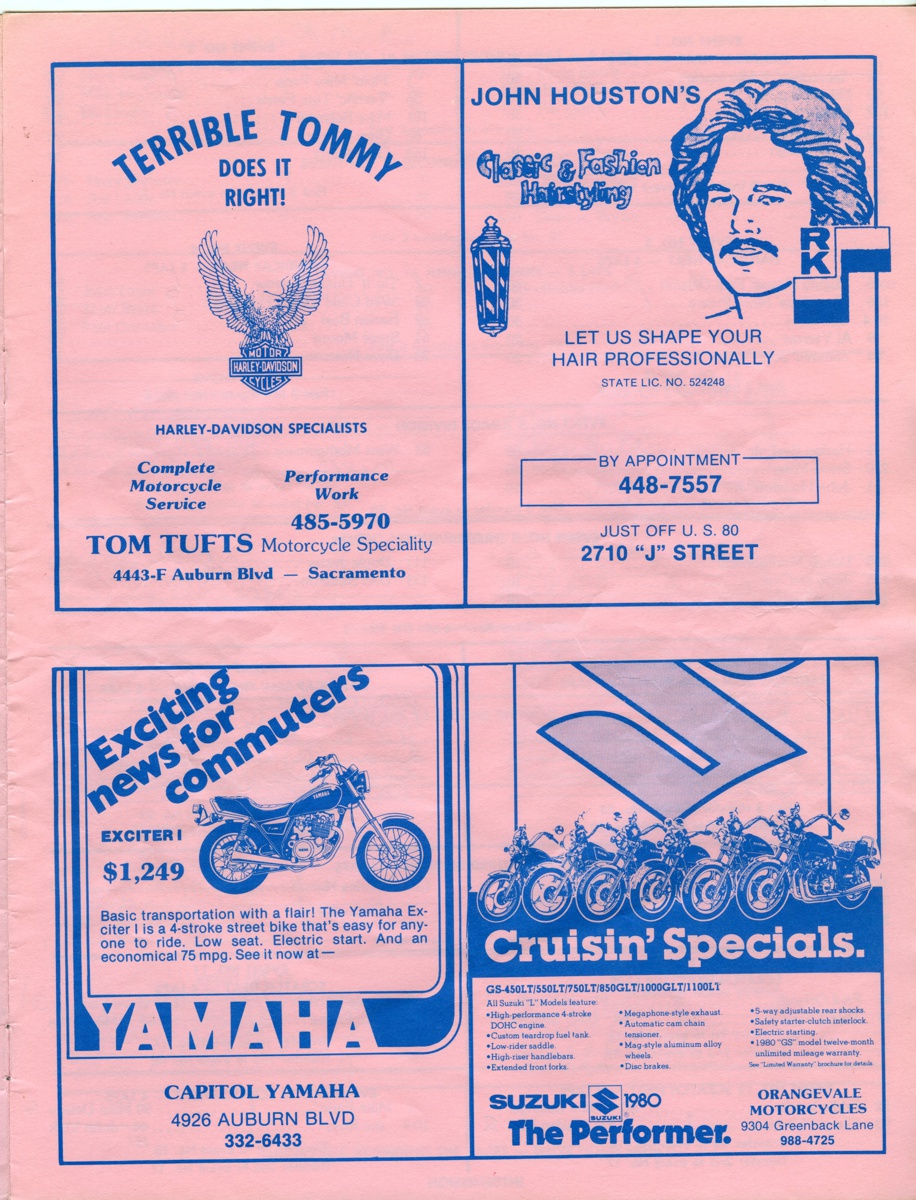 TERRIBLE TOMMY
DOES IT
RIGHT!
MOTOR
HARLEY-DAVIDSON
CYCLES
HARLEY-DAVIDSON SPECIALISTS
Complete
Motorcycle
Service
Performance
Work
485-5970
TOM TUFTS Motorcycle Speciality
4443-F Auburn Blvd — Sacramento
JOHN HOUSTON'S
Classic & Fashion
Hairstyling
RK
LET US SHAPE YOUR
HAIR PROFESSIONALLY
STATE LIC. NO. 524248
BY APPOINTMENT
448-7557
JUST OFF U. S. 80
2710 "J" STREET
Exciting
news for
commuters
YAMAHA
EXCITER I
$1,249
Basic transportation with a flair! The Yamaha Ex-
citer I is a 4-stroke street bike that's easy for any-
one to ride. Low seat. Electric start. And an
economical 75 mpg. See it now at —
YAMAHA
CAPITOL YAMAHA
4926 AUBURN BLVD
332-6433
Cruisin' Specials.
GS-450LT/550LT/750LT/850GLT/1000GLT/1100LT
All Suzuki "L" Models feature:
•High-performance 4-stroke
DOHC engine.
•Custom teardrop fuel tank.
•Low-rider saddle.
•High-riser handlebars.
•Extended front forks.
•Megaphone-style exhaust.
•Automatic cam chain
tensioner.
•Mag-style aluminum alloy
wheels.
•Disc brakes.
•5-way adjustable rear shocks.
•Safety starter-clutch interlock.
•Electric starting.
•1980 "GS" model twelve-month
unlimited mileage warranty.
See "Limited Warranty" brochure for details.
SUZUKI SUZUKI 1980
The Performer.
ORANGEVALE
MOTORCYCLES
9304 Greenback Lane
988-4725